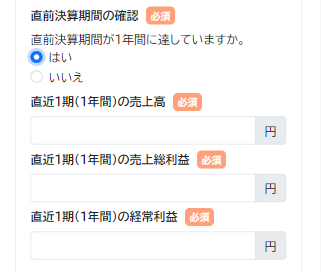 直前決算期間の確認 必須
直前決算期間が1年間に達していますか。
はい
いいえ
直近1期(1年間)の売上高 必須
円
直近1期(1年間)の売上総利益 必須
円
直近1期(1年間)の経常利益 必須
円